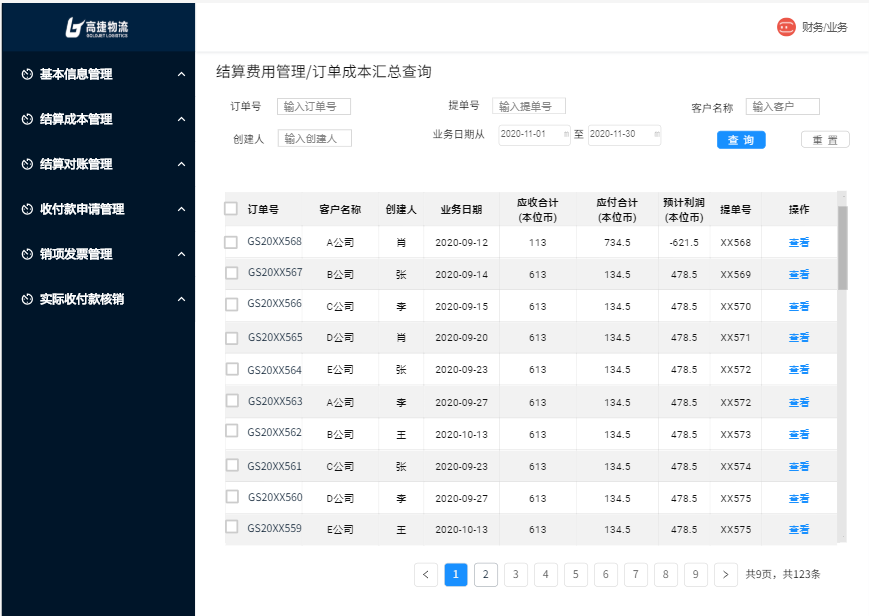 高捷物流
GOLDJET LOGISTICS
财务/业务
基本信息管理
结算成本管理
结算对账管理
收付款申请管理
销项发票管理
实际收付款核销
结算费用管理/订单成本汇总查询
订单号 输入订单号 提单号 输入提单号 客户名称 输入客户
创建人 输入创建人 业务日期从 2020-11-01 至 2020-11-30 查 询 重 置
订单号 客户名称 创建人 业务日期 应收合计(本位币) 应付合计(本位币) 预计利润(本位币) 提单号 操作
GS20XX568 A公司 肖 2020-09-12 113 734.5 -621.5 XX568 查看
GS20XX567 B公司 张 2020-09-14 613 134.5 478.5 XX569 查看
GS20XX566 C公司 李 2020-09-15 613 134.5 478.5 XX570 查看
GS20XX565 D公司 肖 2020-09-20 613 134.5 478.5 XX571 查看
GS20XX564 E公司 张 2020-09-23 613 134.5 478.5 XX572 查看
GS20XX563 A公司 李 2020-09-27 613 134.5 478.5 XX572 查看
GS20XX562 B公司 王 2020-10-13 613 134.5 478.5 XX573 查看
GS20XX561 C公司 张 2020-09-23 613 134.5 478.5 XX574 查看
GS20XX560 D公司 李 2020-09-27 613 134.5 478.5 XX575 查看
GS20XX559 E公司 王 2020-10-13 613 134.5 478.5 XX575 查看
< 1 2 3 4 5 6 7 8 9 > 共9页，共123条